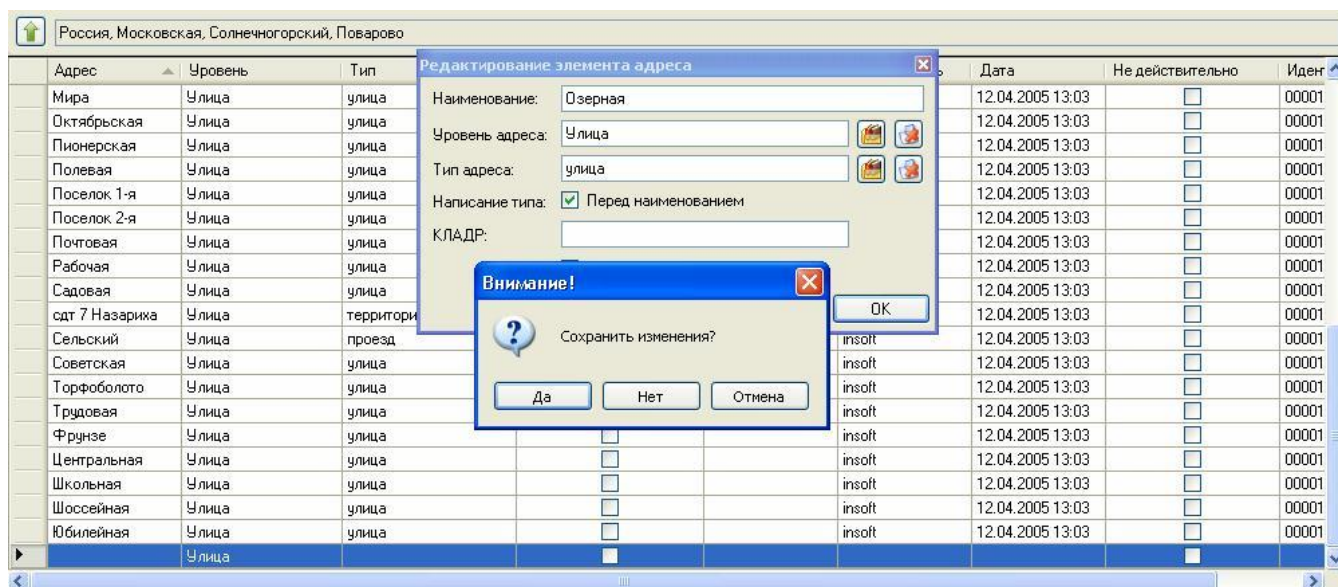 Россия, Московская, Солнечногорский, Поварово
Адрес Уровень Тип Дата Не действительно Идент
Редактирование элемента адреса
Наименование: Озерная
Уровень адреса: Улица
Тип адреса: улица
Написание типа: Перед наименованием
КЛАДР:
OK
Внимание!
Сохранить изменения?
Да Нет Отмена
Мира Улица улица 12.04.2005 13:03 00001
Октябрьская Улица улица 12.04.2005 13:03 00001
Пионерская Улица улица 12.04.2005 13:03 00001
Полевая Улица улица 12.04.2005 13:03 00001
Поселок 1-я Улица улица 12.04.2005 13:03 00001
Поселок 2-я Улица улица 12.04.2005 13:03 00001
Почтовая Улица улица 12.04.2005 13:03 00001
Рабочая Улица улица 12.04.2005 13:03 00001
Садовая Улица улица 12.04.2005 13:03 00001
сдт 7 Назариха Улица территори 12.04.2005 13:03 00001
Сельский Улица проезд insoft 12.04.2005 13:03 00001
Советская Улица улица insoft 12.04.2005 13:03 00001
Торфоболото Улица улица insoft 12.04.2005 13:03 00001
Трудовая Улица улица insoft 12.04.2005 13:03 00001
Фрунзе Улица улица insoft 12.04.2005 13:03 00001
Центральная Улица улица insoft 12.04.2005 13:03 00001
Школьная Улица улица insoft 12.04.2005 13:03 00001
Шоссейная Улица улица insoft 12.04.2005 13:03 00001
Юбилейная Улица улица insoft 12.04.2005 13:03 00001
Улица